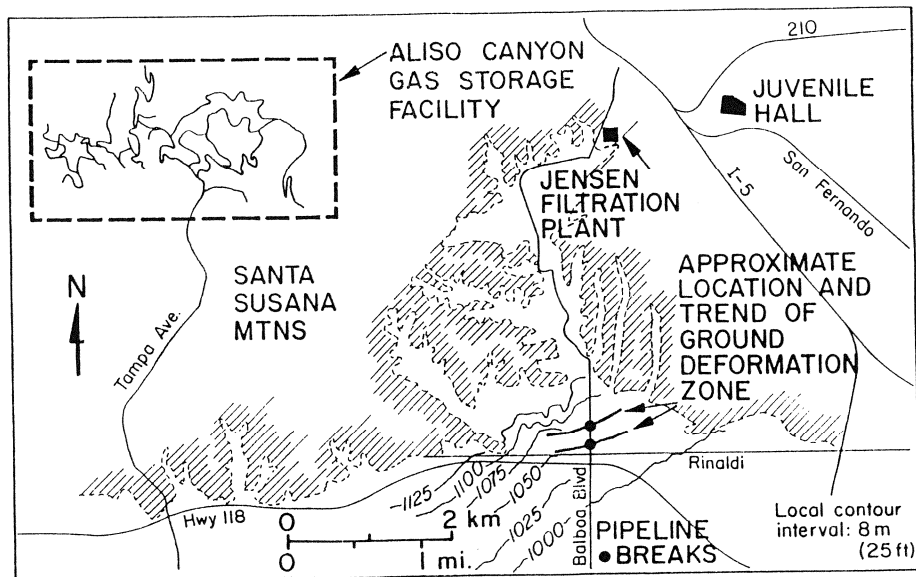 210
ALISO CANYON
GAS STORAGE
FACILITY
JUVENILE
HALL
San Fernando
I-5
JENSEN
FILTRATION
PLANT
N
SANTA
SUSANA
MTNS
Tampa Ave.
APPROXIMATE
LOCATION AND
TREND OF
GROUND
DEFORMATION
ZONE
Rinaldi
1125
1100
1075
1050
1025
1000
Hwy 118
Balboa Blvd
0 2 km
0 1 mi.
PIPELINE
BREAKS
Local contour
interval: 8 m
(25 ft)